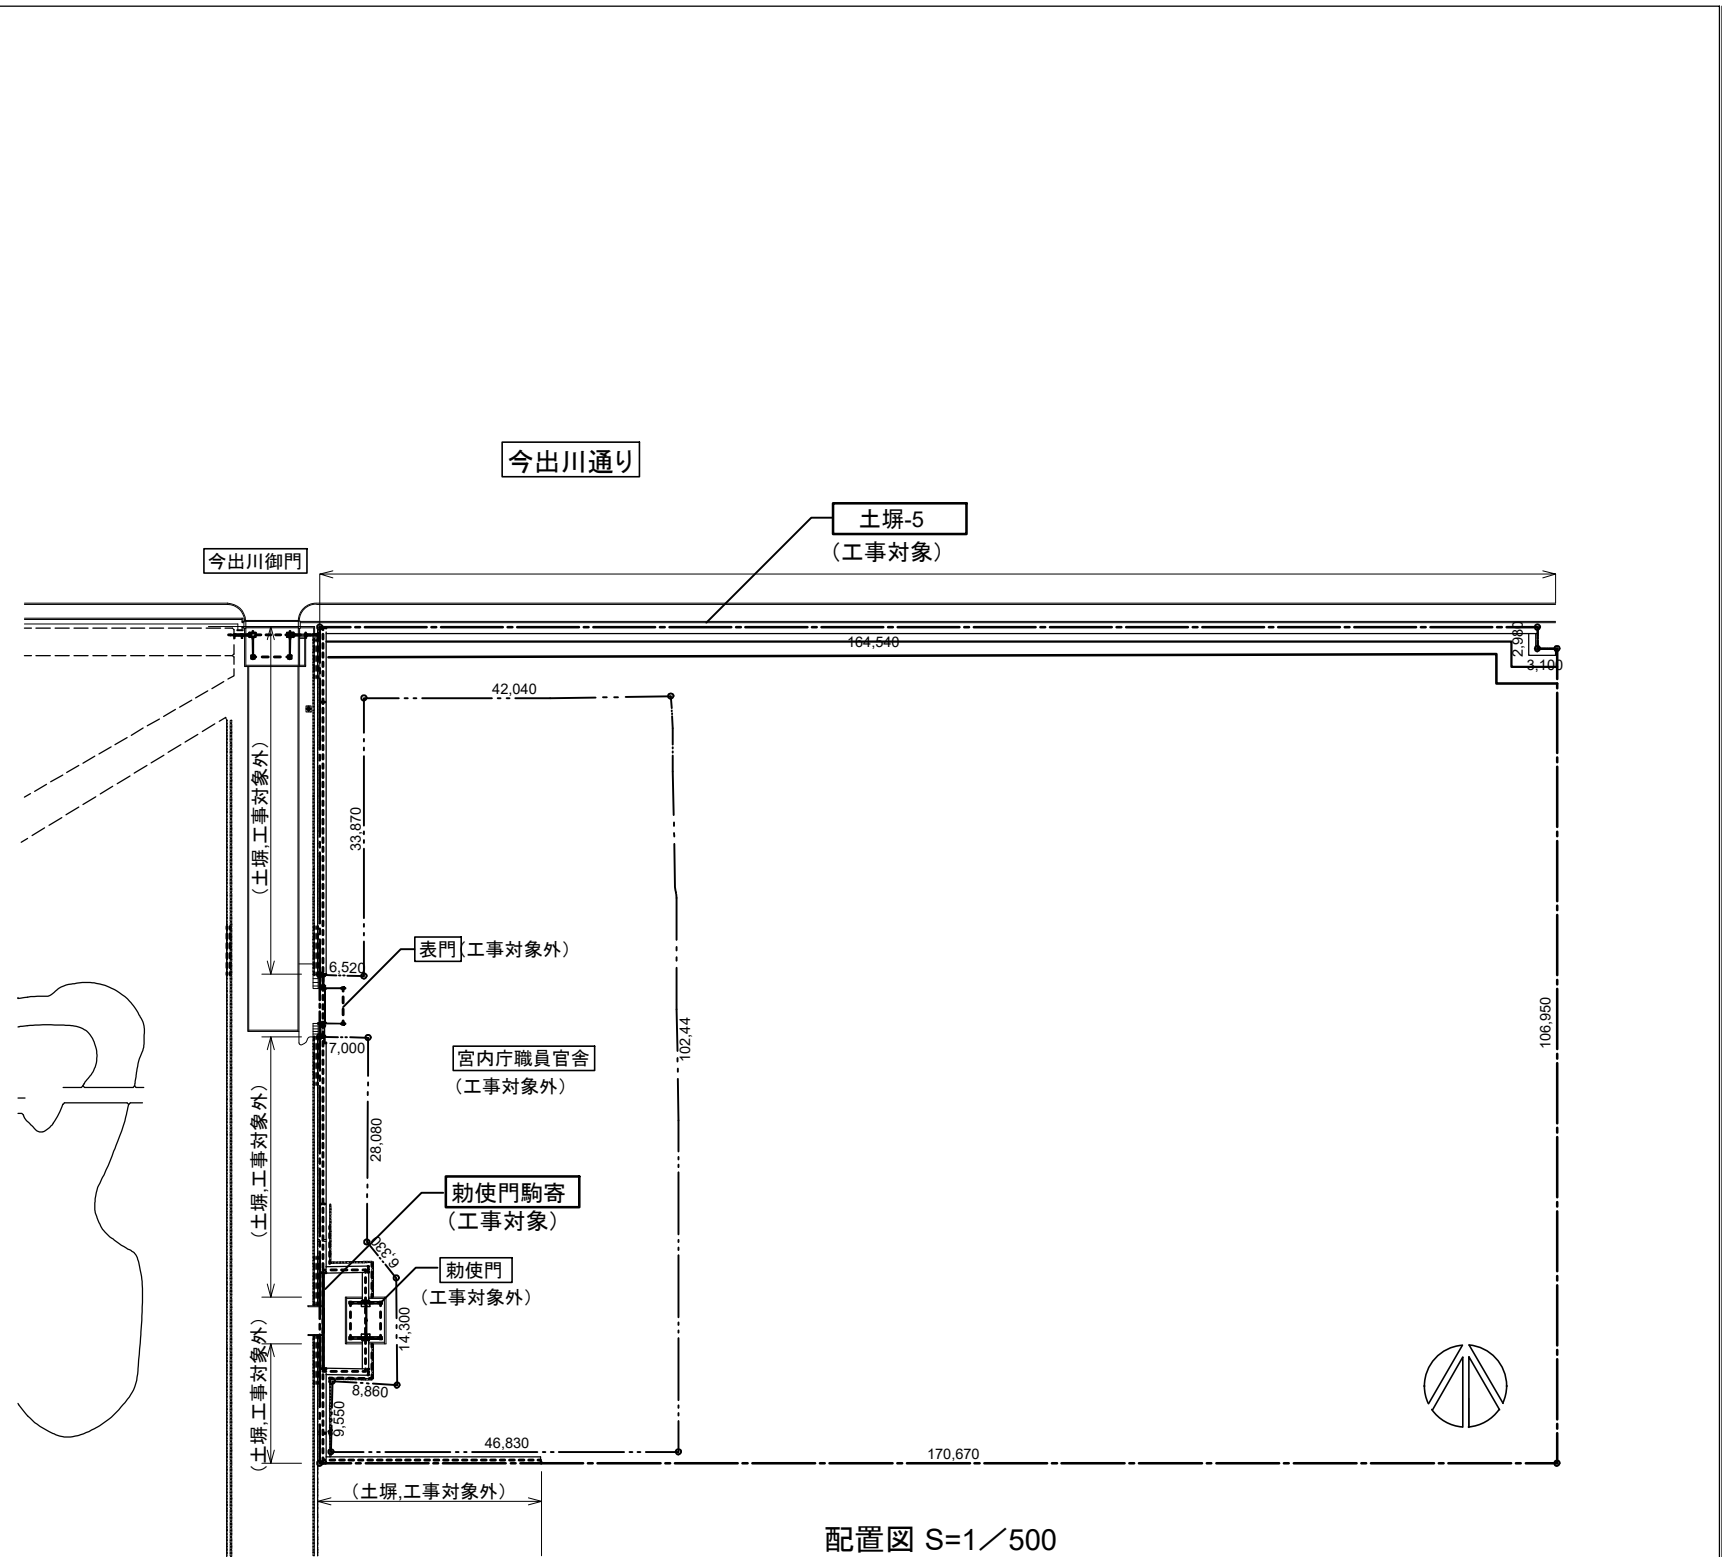 今出川通り
土塀-5
（工事対象）
今出川御門
164,540
2,980
3,100
42,040
（土塀,工事対象外）
33,870
表門（工事対象外）
6,520
7,000
宮内庁職員官舎
（工事対象外）
102,44
106,950
（土塀,工事対象外）
28,080
勅使門駒寄
（工事対象）
6,330
勅使門
（工事対象外）
14,300
（土塀,工事対象外）
8,860
9,550
46,830
170,670
（土塀,工事対象外）
配置図 S=1／500